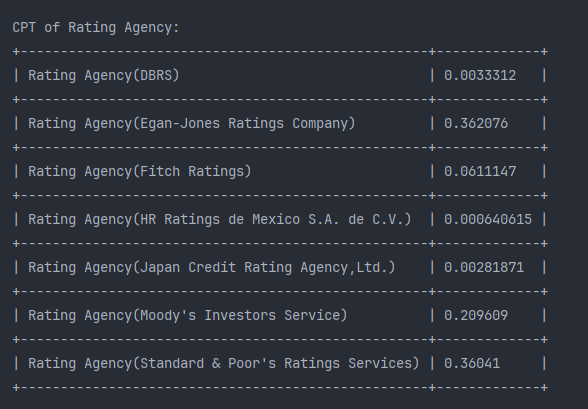 CPT of Rating Agency:
+---------------------------------------------------+-------------+
| Rating Agency(DBRS)                               | 0.0033312   |
+---------------------------------------------------+-------------+
| Rating Agency(Egan-Jones Ratings Company)         | 0.362076    |
+---------------------------------------------------+-------------+
| Rating Agency(Fitch Ratings)                      | 0.0611147   |
+---------------------------------------------------+-------------+
| Rating Agency(HR Ratings de Mexico S.A. de C.V.)  | 0.000640615 |
+---------------------------------------------------+-------------+
| Rating Agency(Japan Credit Rating Agency,Ltd.)    | 0.00281871  |
+---------------------------------------------------+-------------+
| Rating Agency(Moody's Investors Service)          | 0.209609    |
+---------------------------------------------------+-------------+
| Rating Agency(Standard & Poor's Ratings Services) | 0.36041     |
+---------------------------------------------------+-------------+